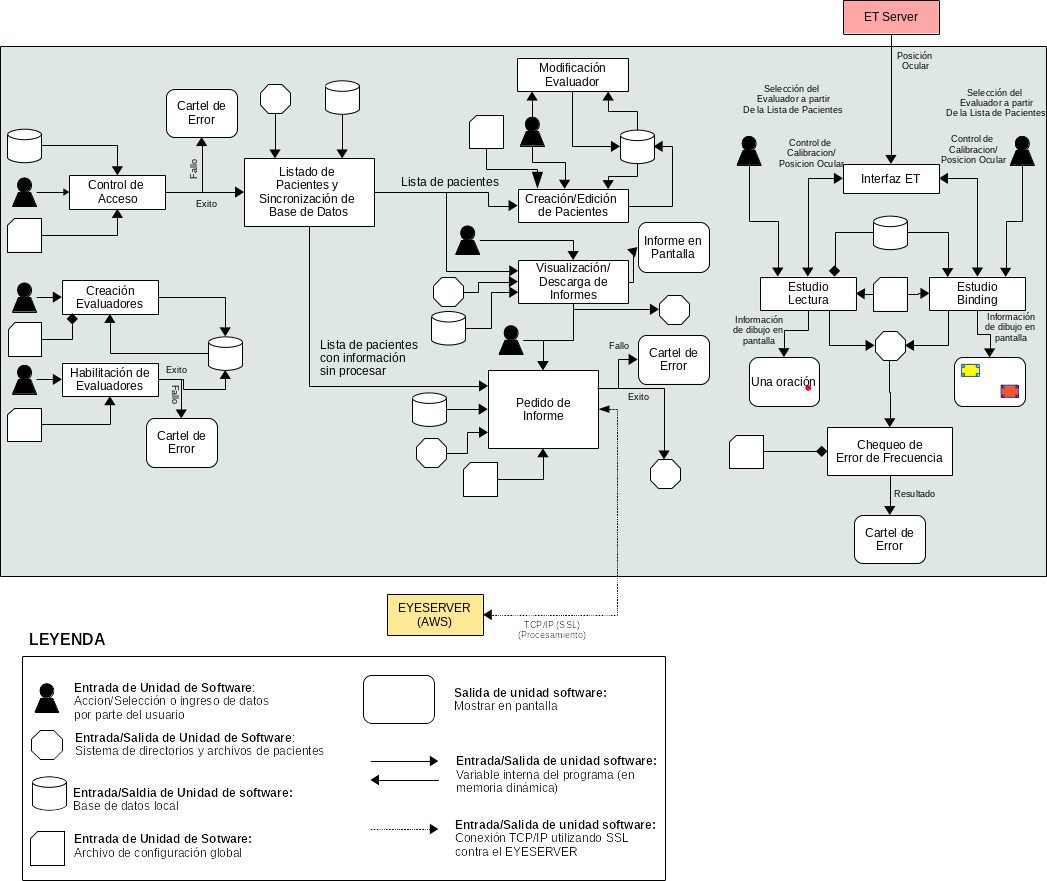 ET Server
Posición
Ocular
Modificación
Evaluador
Selección del
Evaluador a partir
De la Lista de Pacientes
Selección del
Evaluador a partir
De la Lista de Pacientes
Cartel de
Error
Control de
Calibracion/
Posicion Ocular
Control de
Calibracion/
Posicion Ocular
Fallo
Listado de
Pacientes y
Sincronización de
Base de Datos
Lista de pacientes
Interfaz ET
Control de
Acceso
Exito
Creación/Edición
de Pacientes
Informe en
Pantalla
Visualización/
Descarga de
Informes
Creación
Evaluadores
Estudio
Lectura
Estudio
Binding
Información
de dibujo en
pantalla
Información
de dibujo en
pantalla
Lista de pacientes
con información
sin procesar
Fallo
Cartel de
Error
Exito
Habilitación de
Evaluadores
Exito
Fallo
Una oración
Pedido de
Informe
Cartel de
Error
Chequeo de
Error de Frecuencia
Resultado
Cartel de
Error
EYESERVER
(AWS)
TCP/IP (SSL)
(Procesamiento)
LEYENDA
Entrada de Unidad de Software:
Accion/Selección o ingreso de datos
por parte del usuario
Entrada/Salida de Unidad de Software:
Sistema de directorios y archivos de pacientes
Entrada/Saldia de Unidad de software:
Base de datos local
Entrada de Unidad de Sotware:
Archivo de configuración global
Salida de unidad software:
Mostrar en pantalla
Entrada/Salida de unidad software:
Variable interna del programa (en
memoria dinámica)
Entrada/Salida de unidad software:
Conexión TCP/IP utilizando SSL
contra el EYESERVER